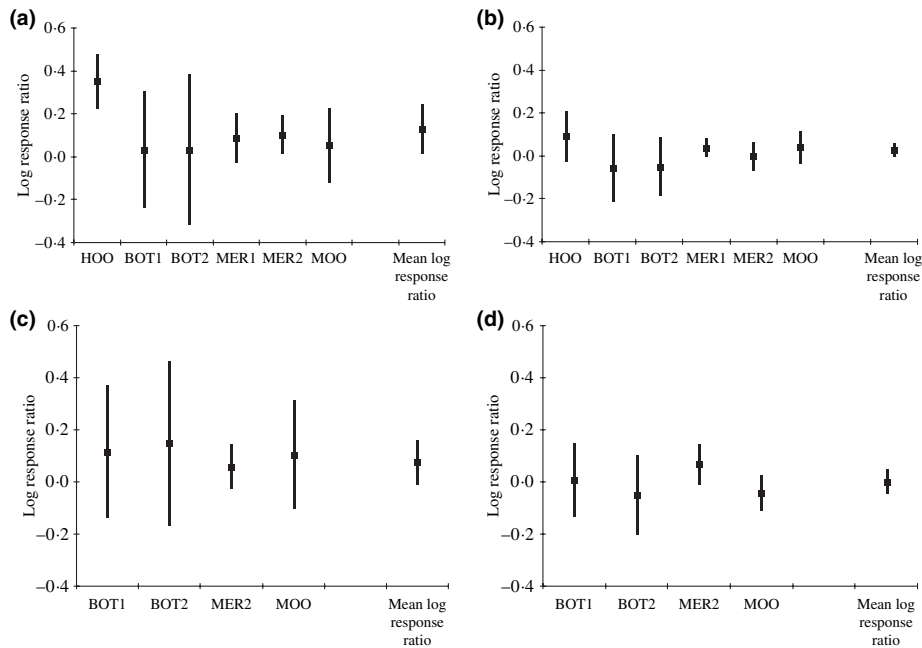 (a)
0·6
0·4
0·2
0·0
–0·2
–0·4
Log response ratio
HOO BOT1 BOT2 MER1 MER2 MOO Mean log
response
ratio
(b)
0·6
0·4
0·2
0·0
–0·2
–0·4
Log response ratio
HOO BOT1 BOT2 MER1 MER2 MOO Mean log
response
ratio
(c)
0·6
0·4
0·2
0·0
–0·2
–0·4
Log response ratio
BOT1 BOT2 MER2 MOO Mean log
response
ratio
(d)
0·6
0·4
0·2
0·0
–0·2
–0·4
Log response ratio
BOT1 BOT2 MER2 MOO Mean log
response
ratio